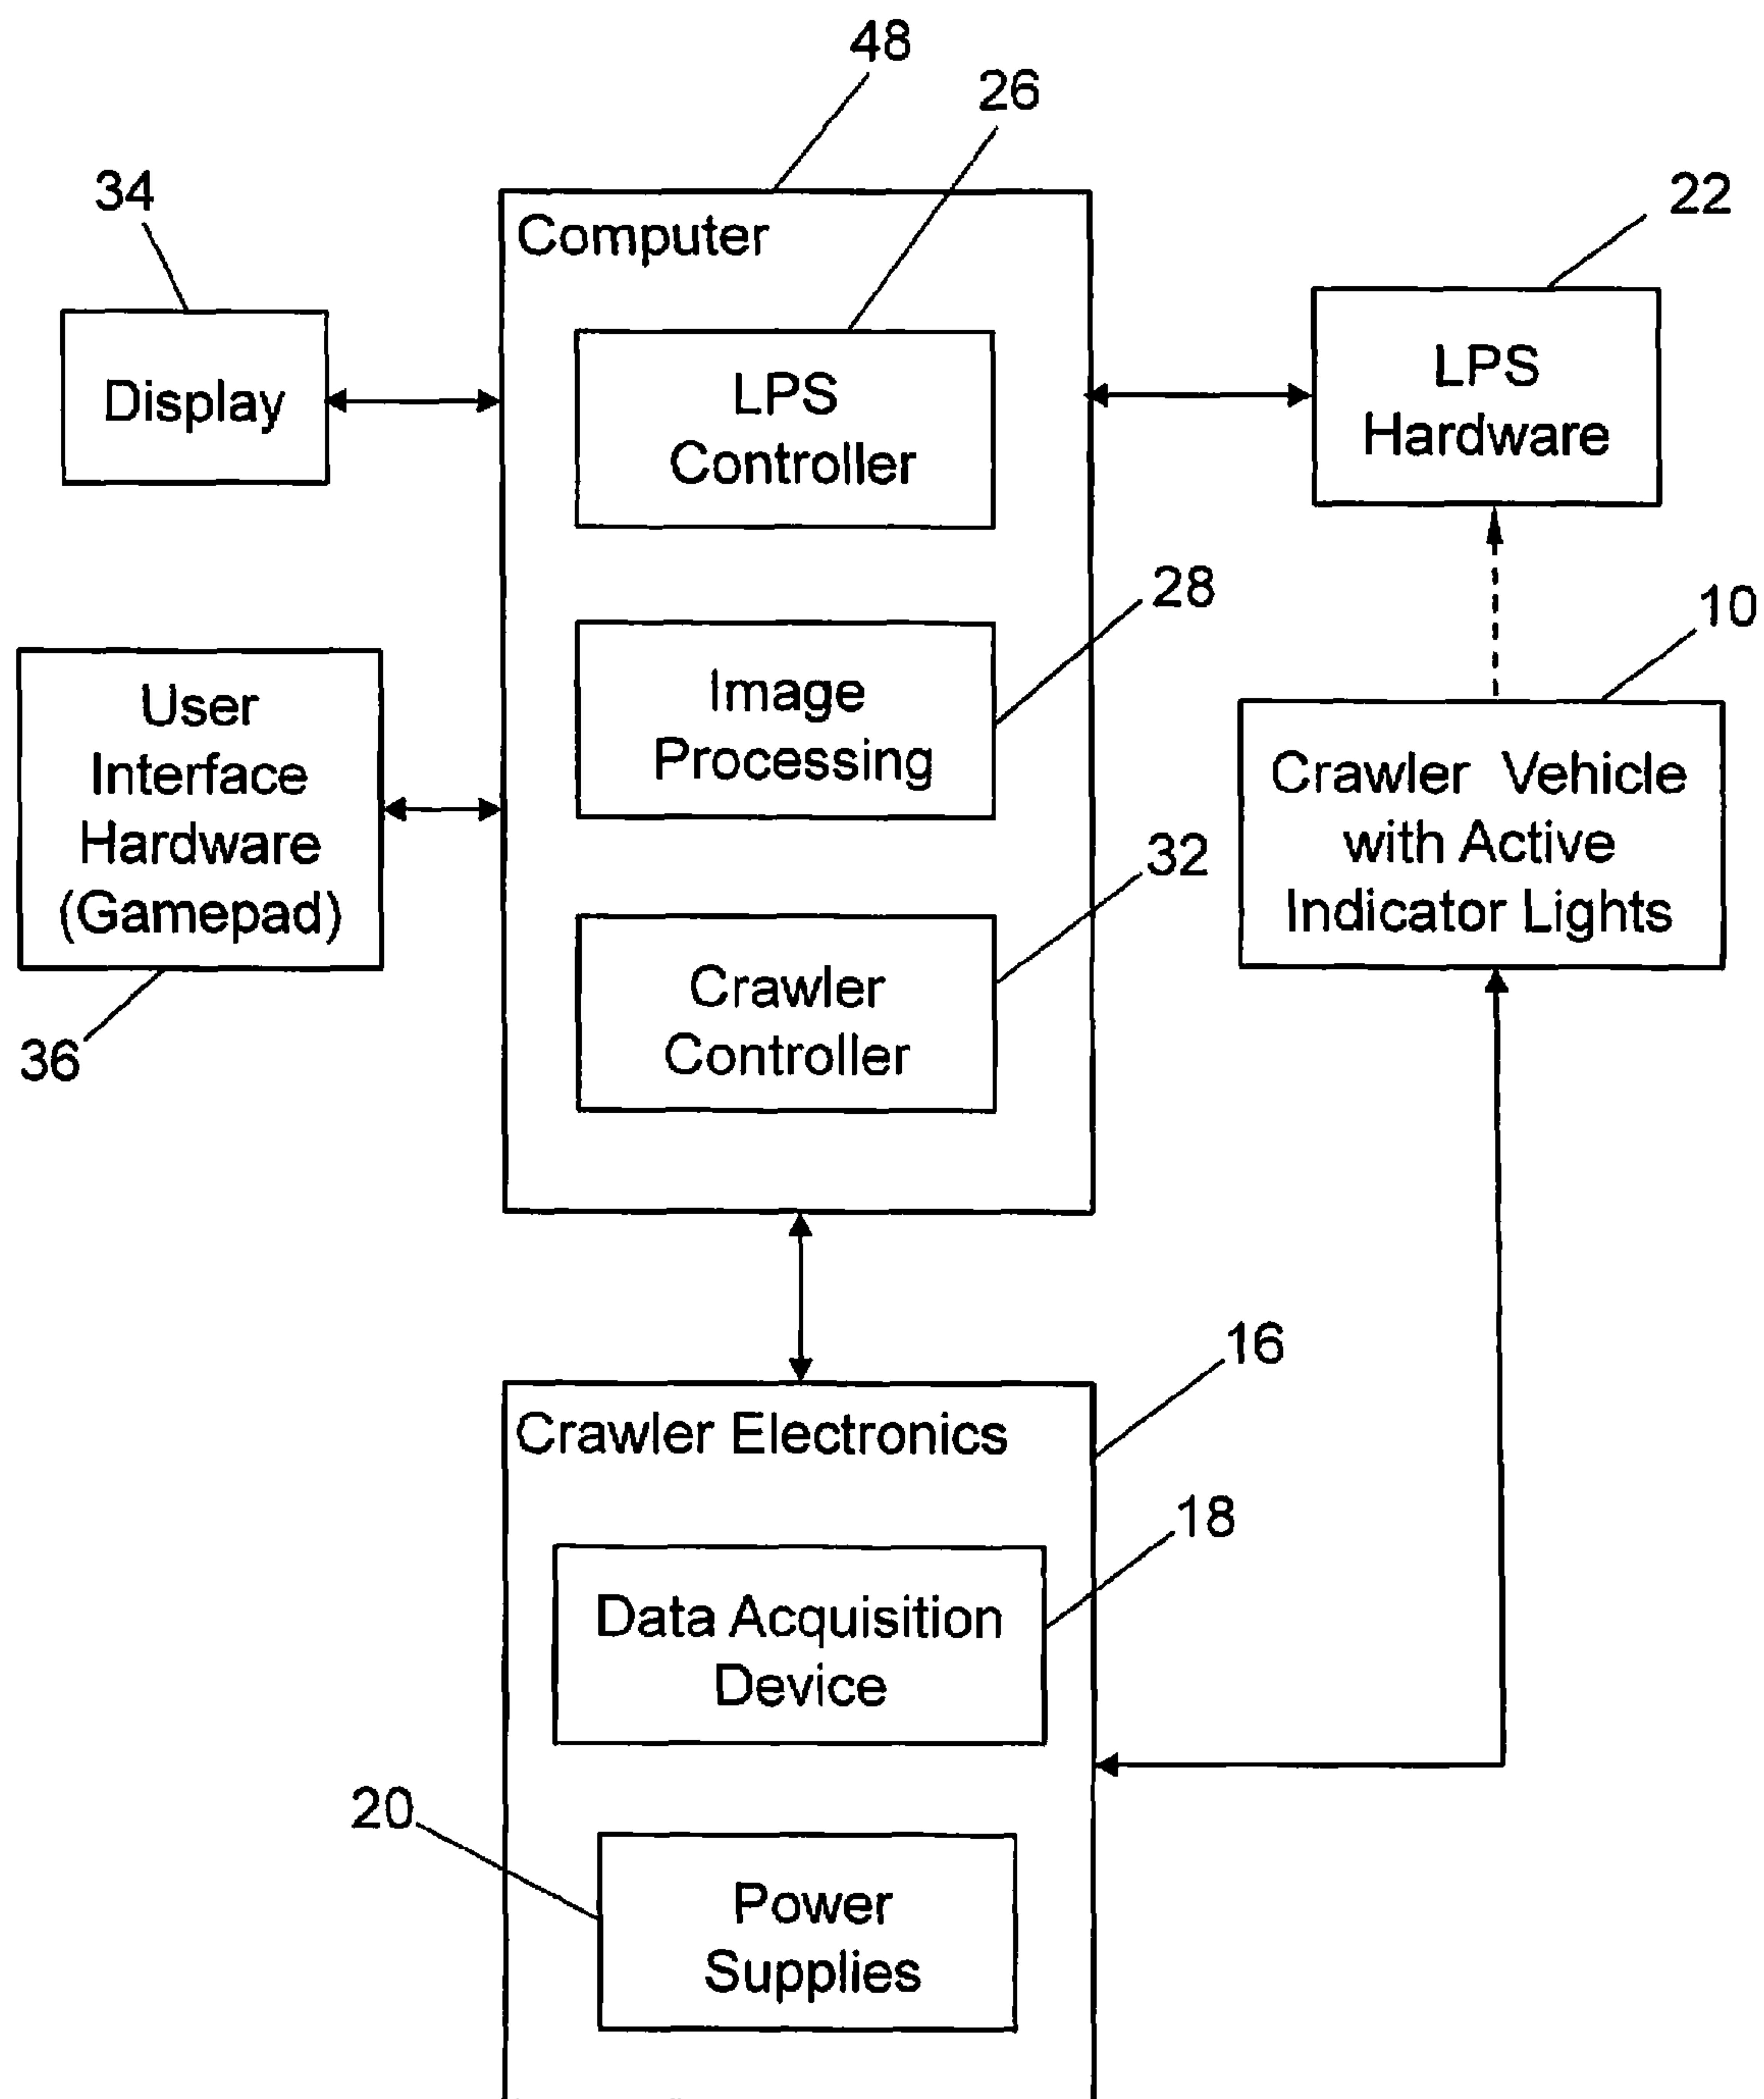 48
26
34
22
Computer
LPS
Controller
Display
LPS
Hardware
28
10
User
Interface
Hardware
(Gamepad)
Image
Processing
Crawler Vehicle
with Active
Indicator Lights
32
Crawler
Controller
36
16
Crawler Electronics
18
Data Acquisition
Device
20
Power
Supplies